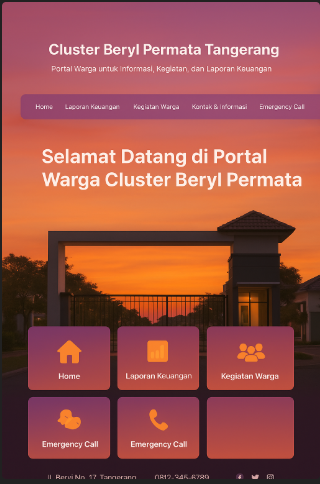 Cluster Beryl Permata Tangerang
Portal Warga untuk Informasi, Kegiatan, dan Laporan Keuangan
Home Laporan Keuangan Kegiatan Warga Kontak & Informasi Emergency Call
Selamat Datang di Portal
Warga Cluster Beryl Permata
Home Laporan Keuangan Kegiatan Warga
Emergency Call Emergency Call
No. 17, Tangerang 0812-345-6789